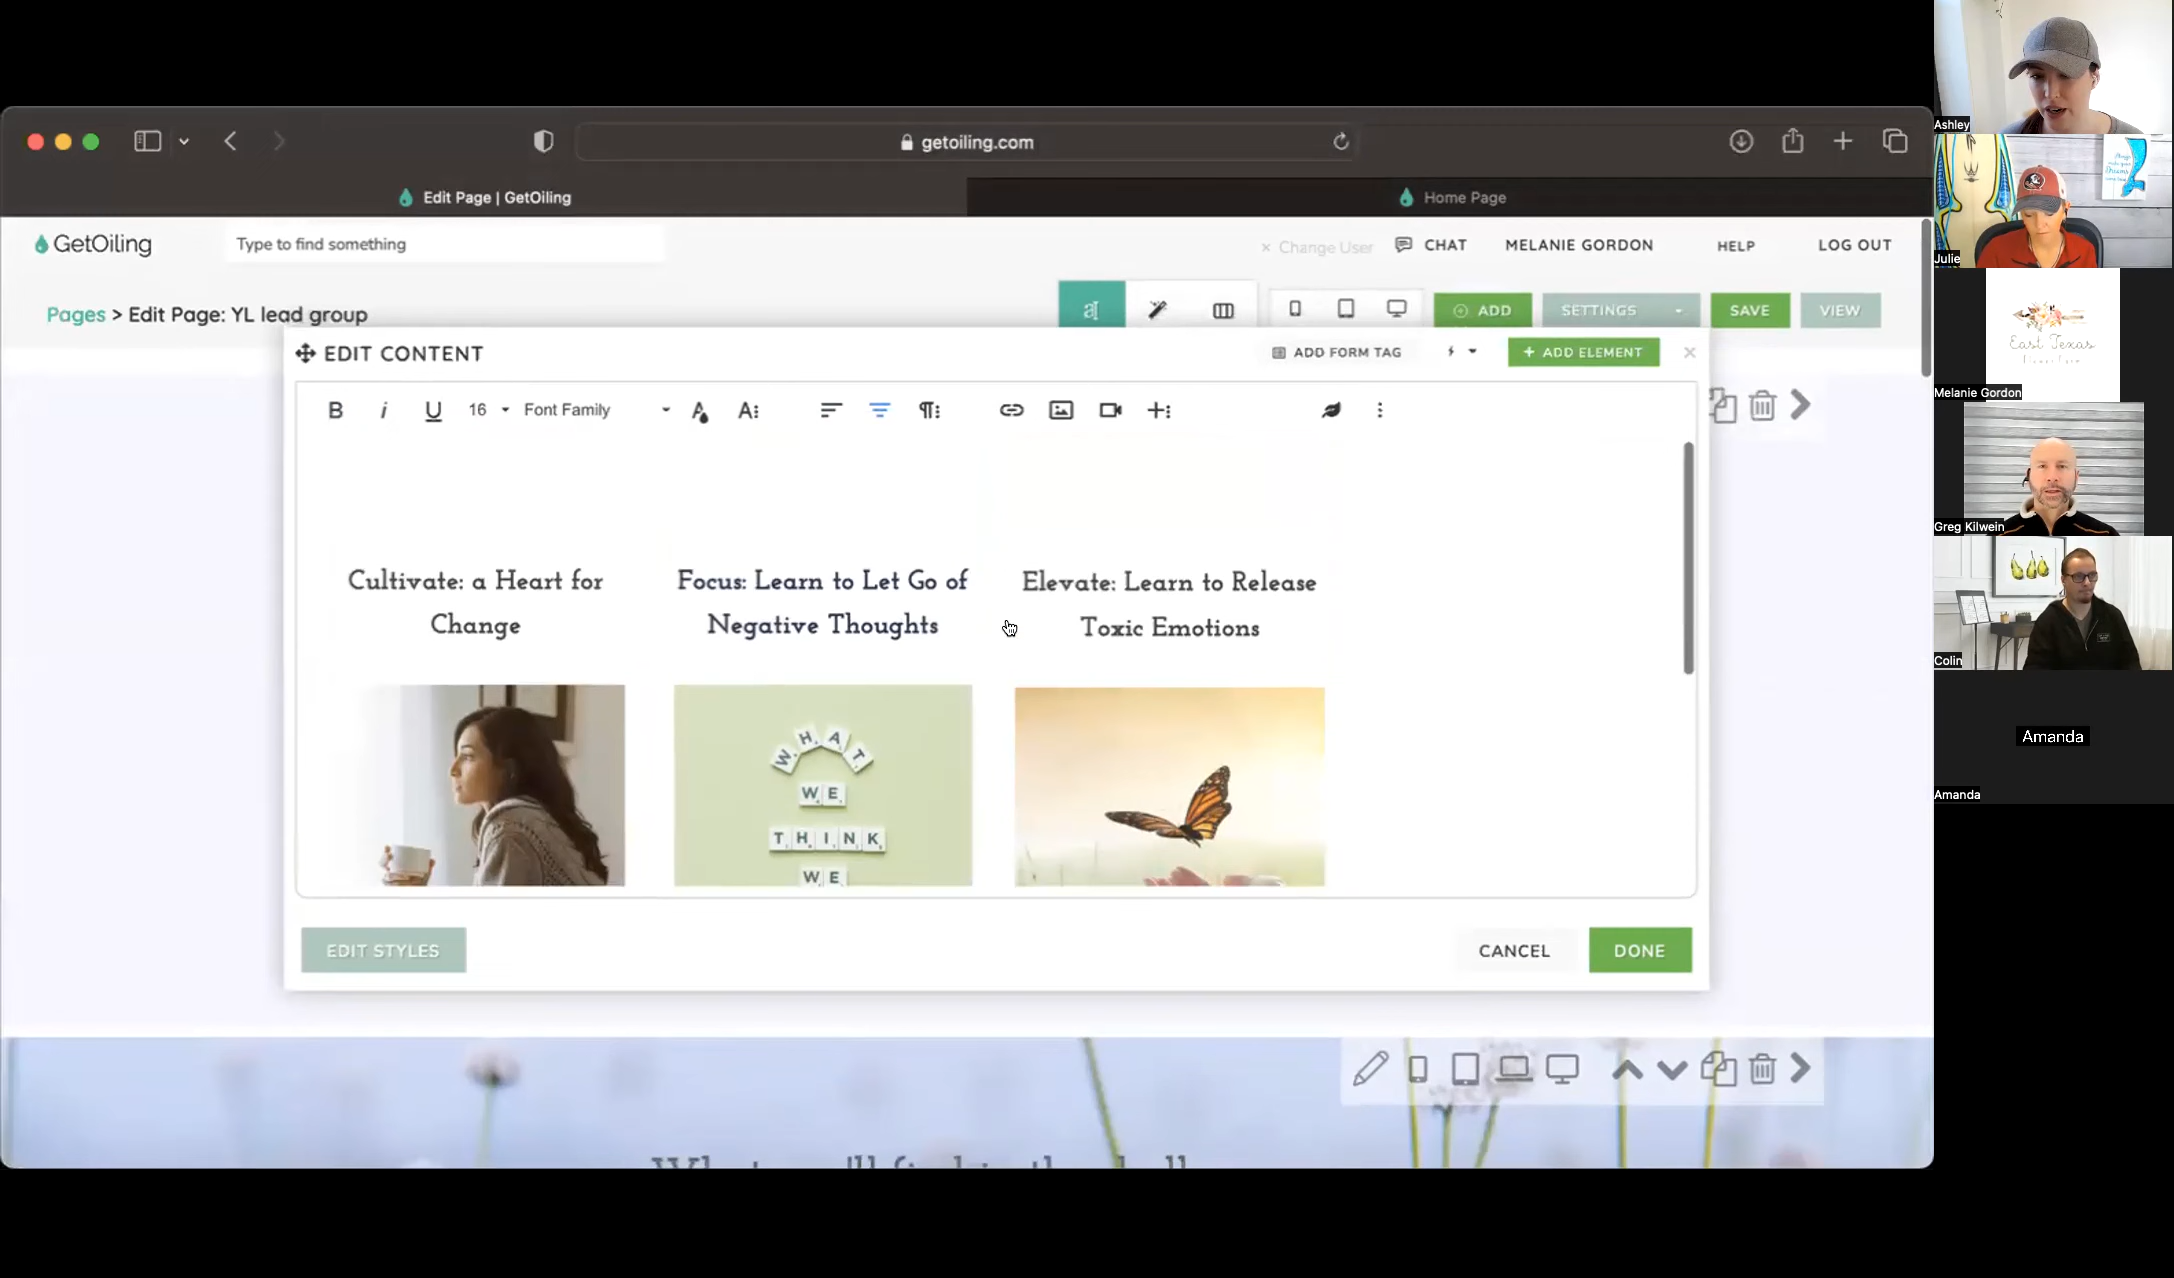 getoiling.com
Edit Page | GetOiling
Home Page
GetOiling
Type to find something
× Change User
CHAT
MELANIE GORDON
HELP
LOG OUT
Pages > Edit Page: YL lead group
ADD
SETTINGS
SAVE
VIEW
EDIT CONTENT
ADD FORM TAG
+ ADD ELEMENT
B i U 16 Font Family
Cultivate: a Heart for
Change
Focus: Learn to Let Go of
Negative Thoughts
Elevate: Learn to Release
Toxic Emotions
WHAT
WE
THINK
WE
EDIT STYLES
CANCEL
DONE
Ashley
Julie
East Texas
Melanie Gordon
Greg Kilwein
Colin
Amanda
Amanda